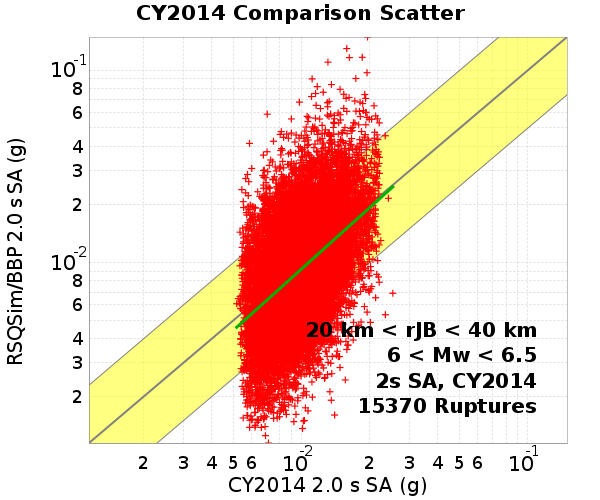 CY2014 Comparison Scatter
RSQSim/BBP 2.0 s SA (g)
10-1
8
6
4
3
2
10-2
8
6
4
3
2
20 km < rJB < 40 km
6 < Mw < 6.5
2s SA, CY2014
15370 Ruptures
2 3 4 5 6 10-2 2 3 4 5 6 10-1
CY2014 2.0 s SA (g)